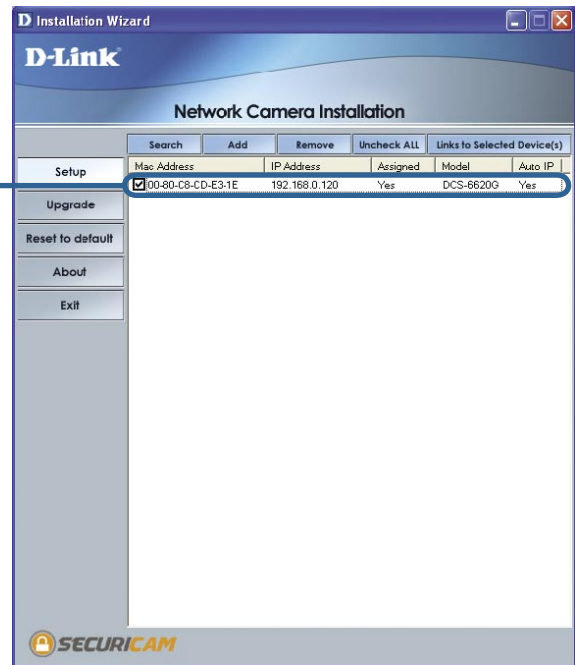 D Installation Wizard
D-Link
Network Camera Installation
Search Add Remove Uncheck ALL Links to Selected Device(s)
Mac Address IP Address Assigned Model Auto IP
00-80-C8-CD-E3-1E 192.168.0.120 Yes DCS-6620G Yes
Setup
Upgrade
Reset to default
About
Exit
SECURICAM